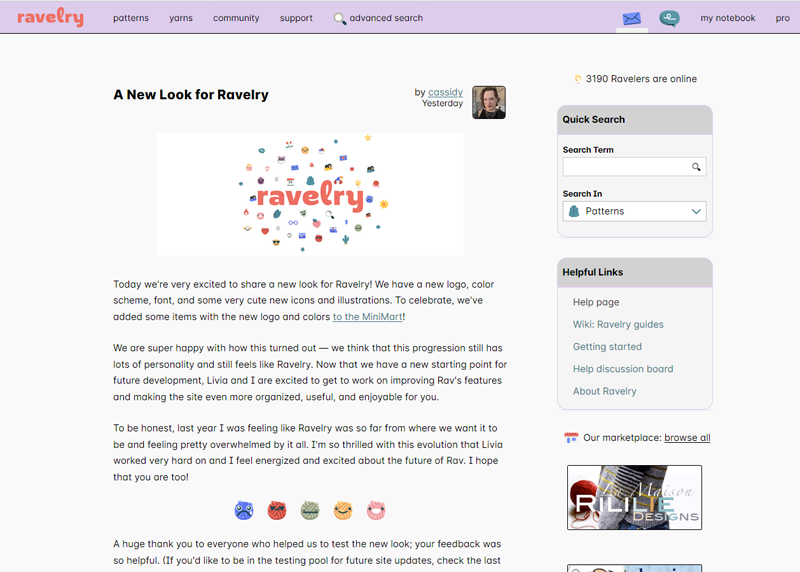 ravelry
patterns yarns community support advanced search my notebook pro
A New Look for Ravelry
by cassidy
Yesterday
ravelry
Today we're very excited to share a new look for Ravelry! We have a new logo, color
scheme, font, and some very cute new icons and illustrations. To celebrate, we've
added some items with the new logo and colors to the MiniMart!
We are super happy with how this turned out — we think that this progression still has
lots of personality and still feels like Ravelry. Now that we have a new starting point for
future development, Livia and I are excited to get to work on improving Rav's features
and making the site even more organized, useful, and enjoyable for you.
To be honest, last year I was feeling like Ravelry was so far from where we want it to
be and feeling pretty overwhelmed by it all. I'm so thrilled with this evolution that Livia
worked very hard on and I feel energized and excited about the future of Rav. I hope
that you are too!
A huge thank you to everyone who helped us to test the new look; your feedback was
so helpful. (If you'd like to be in the testing pool for future site updates, check the last
3190 Ravelers are online
Quick Search
Search Term
Search In
Patterns
Helpful Links
Help page
Wiki: Ravelry guides
Getting started
Help discussion board
About Ravelry
Our marketplace: browse all
La Maison
RILILIE
DESIGNS